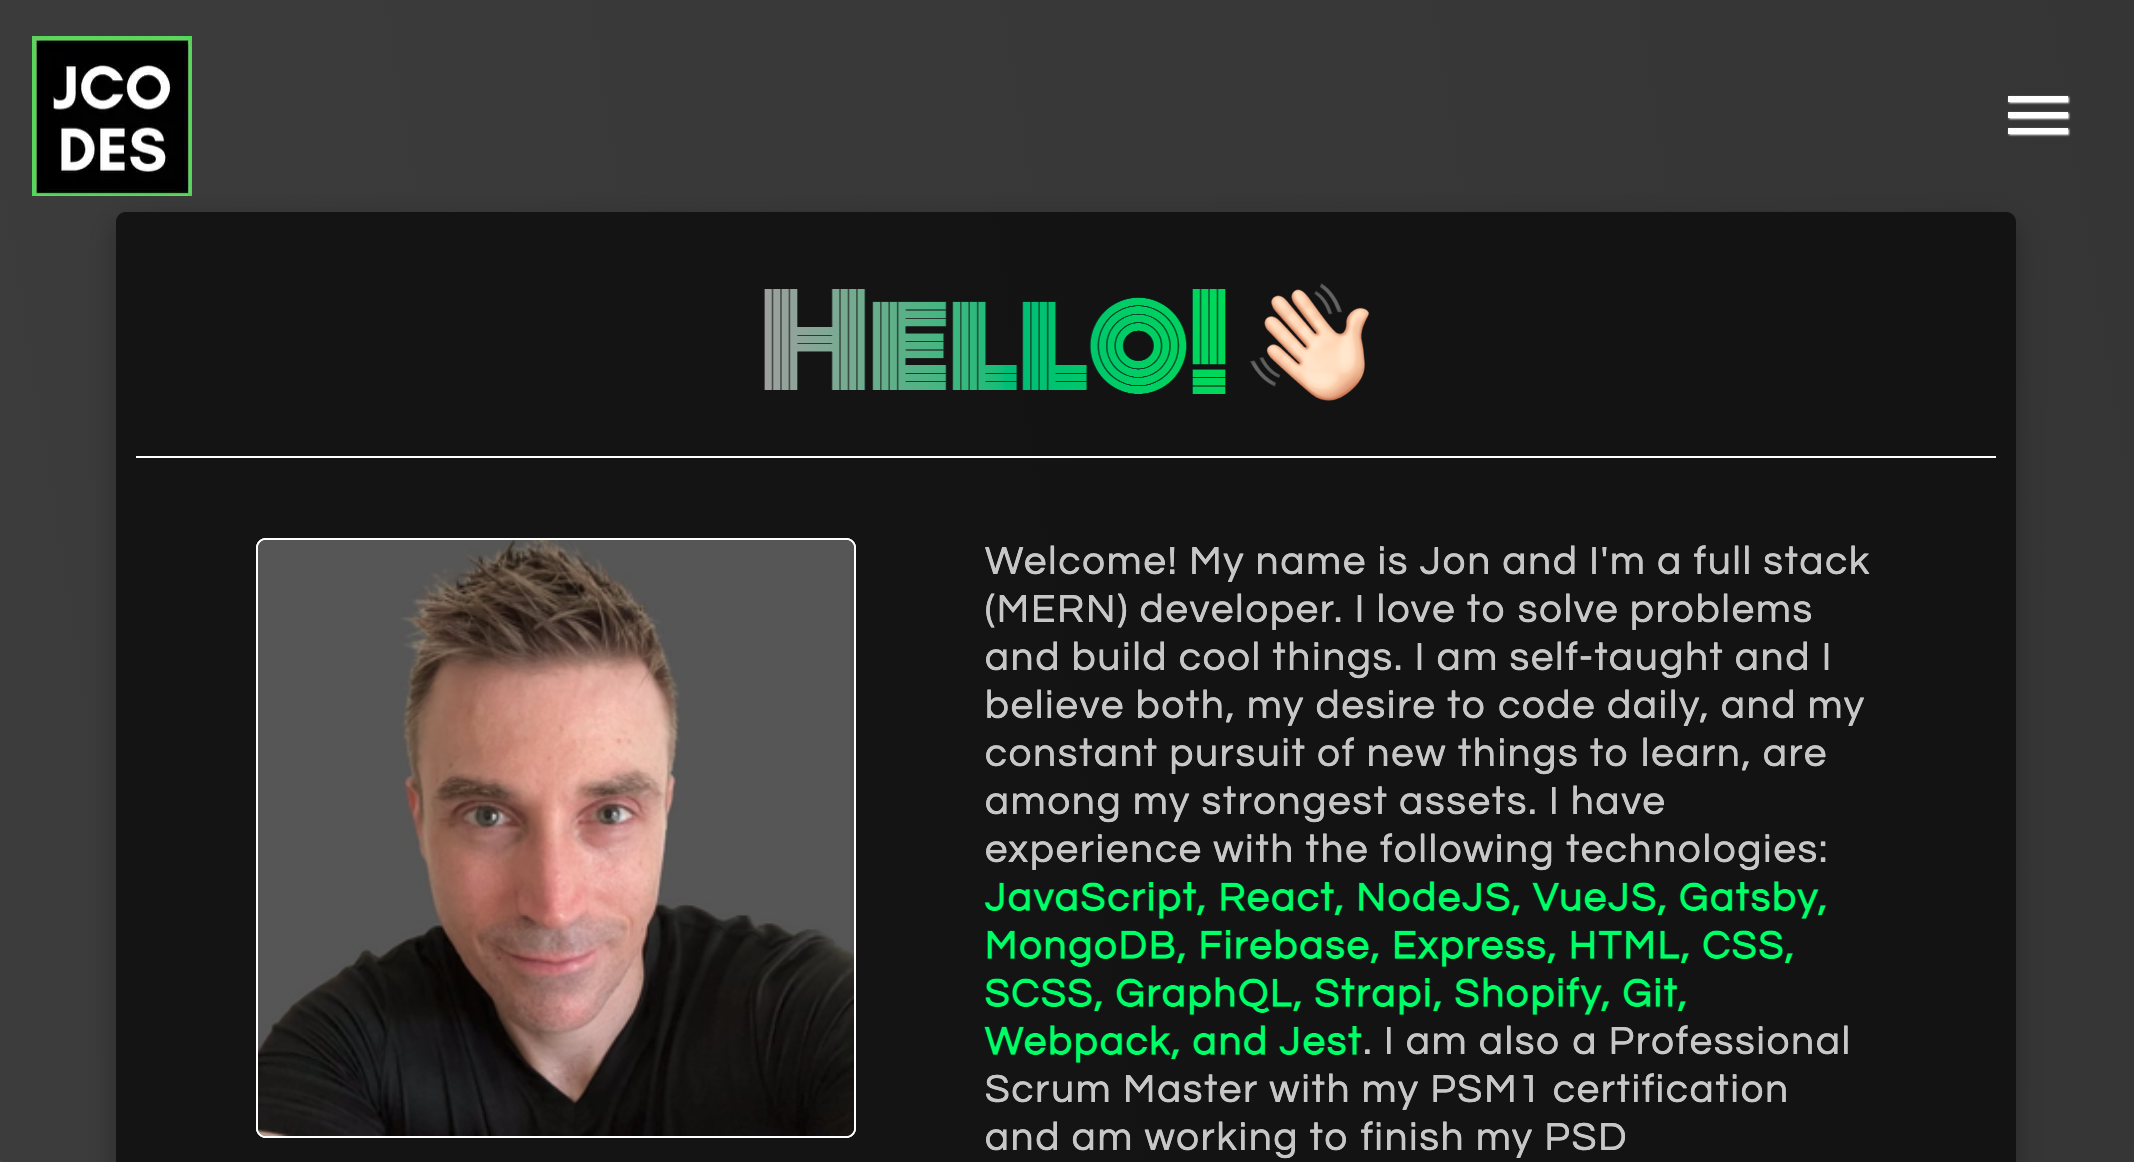 JCO
DES
HELLO! 👋🏻
Welcome! My name is Jon and I'm a full stack
(MERN) developer. I love to solve problems
and build cool things. I am self-taught and I
believe both, my desire to code daily, and my
constant pursuit of new things to learn, are
among my strongest assets. I have
experience with the following technologies:
JavaScript, React, NodeJS, VueJS, Gatsby,
MongoDB, Firebase, Express, HTML, CSS,
SCSS, GraphQL, Strapi, Shopify, Git,
Webpack, and Jest. I am also a Professional
Scrum Master with my PSM1 certification
and am working to finish my PSD